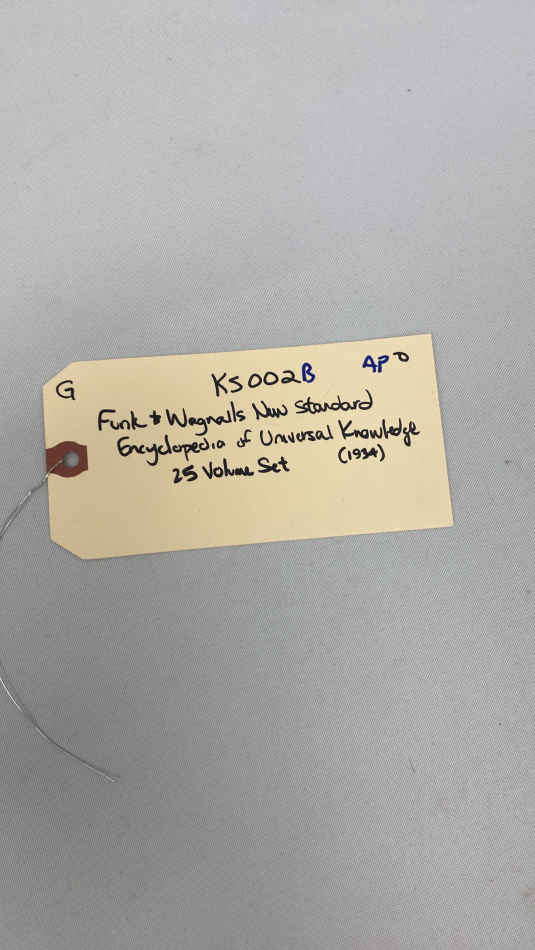 G KS002B AP D
Funk & Wagnalls New Standard
Encyclopedia of Universal Knowledge
25 Volume Set (1934)